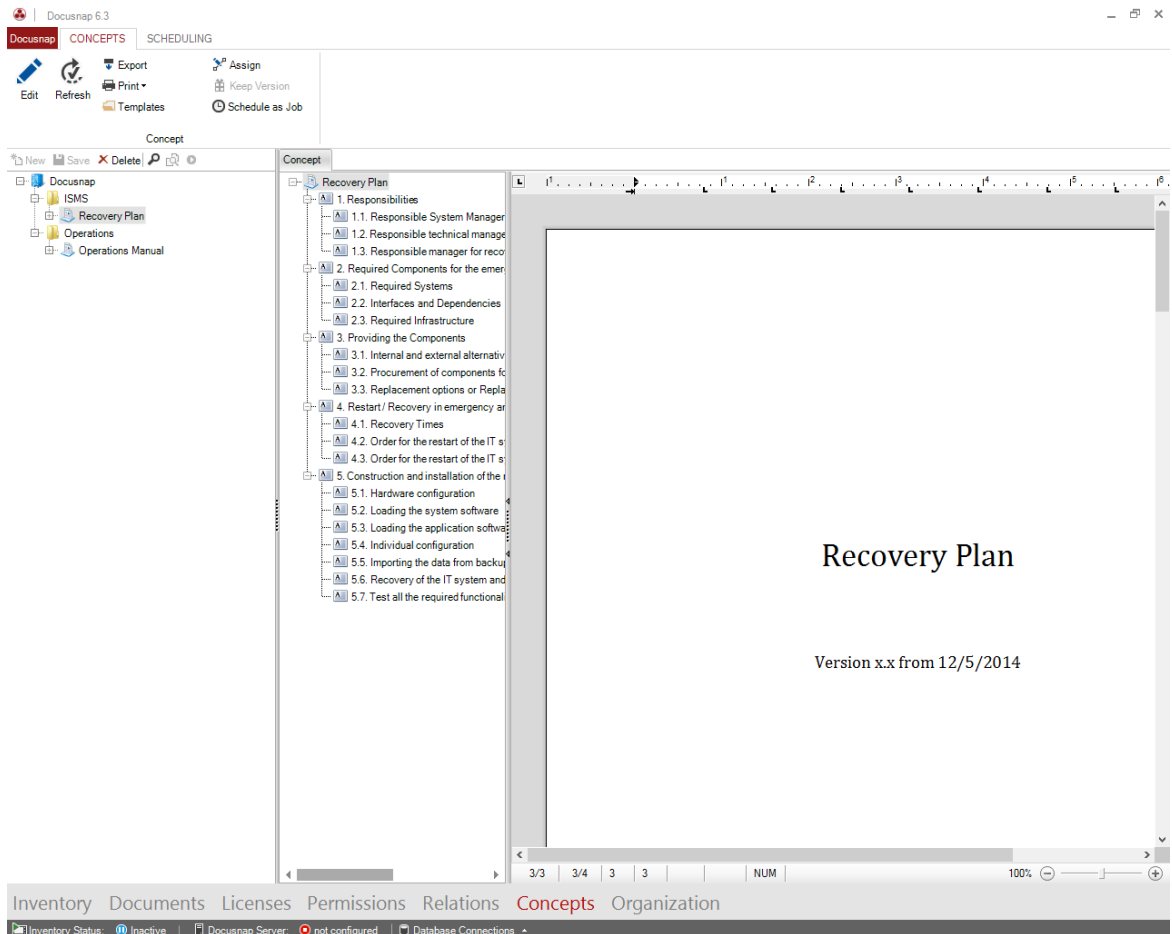 Docusnap 6.3
Docusnap CONCEPTS SCHEDULING
Edit
Refresh
Export
Print
Templates
Assign
Keep Version
Schedule as Job
Concept
New Save Delete
Docusnap
ISMS
Recovery Plan
Operations
Operations Manual
Concept
Recovery Plan
1. Responsibilities
1.1. Responsible System Manager
1.2. Responsible technical manage
1.3. Responsible manager for reco
2. Required Components for the emer
2.1. Required Systems
2.2. Interfaces and Dependencies
2.3. Required Infrastructure
3. Providing the Components
3.1. Internal and external alternativ
3.2. Procurement of components fo
3.3. Replacement options or Repla
4. Restart / Recovery in emergency an
4.1. Recovery Times
4.2. Order for the restart of the IT s
4.3. Order for the restart of the IT s
5. Construction and installation of the
5.1. Hardware configuration
5.2. Loading the system software
5.3. Loading the application softwa
5.4. Individual configuration
5.5. Importing the data from backup
5.6. Recovery of the IT system and
5.7. Test all the required functionali
L 1 1 2 3 4 5 6
Recovery Plan
Version x.x from 12/5/2014
3/3 3/4 3 3 NUM 100%
Inventory Documents Licenses Permissions Relations Concepts Organization
Inventory Status: Inactive Docusnap Server: not configured Database Connections